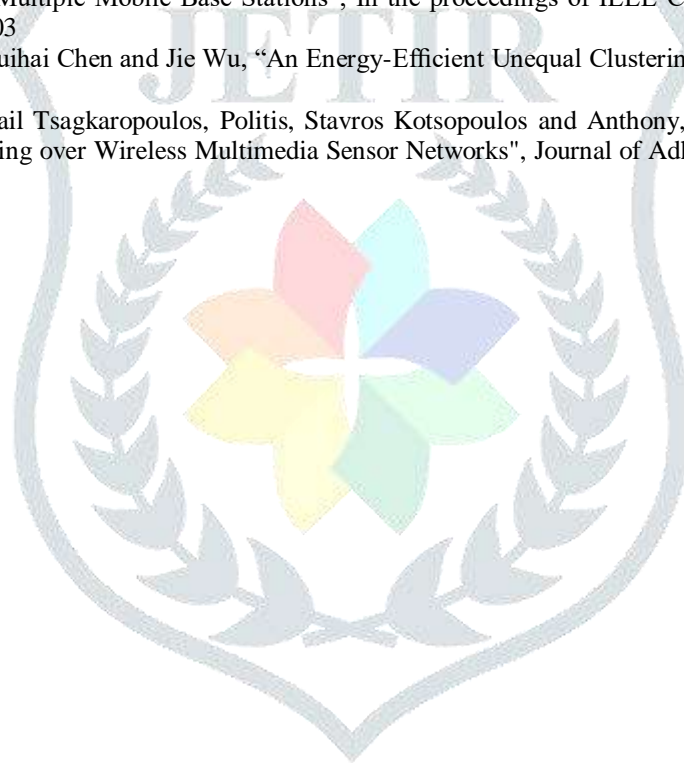 Multiple Mobile Base Stations", in the proceedings of IEEE C
03
uihai Chen and Jie Wu, “An Energy-Efficient Unequal Clusterin
JETIR
ail Tsagkaropoulos, Politis, Stavros Kotsopoulos and Anthony,
ing over Wireless Multimedia Sensor Networks", Journal of Adh